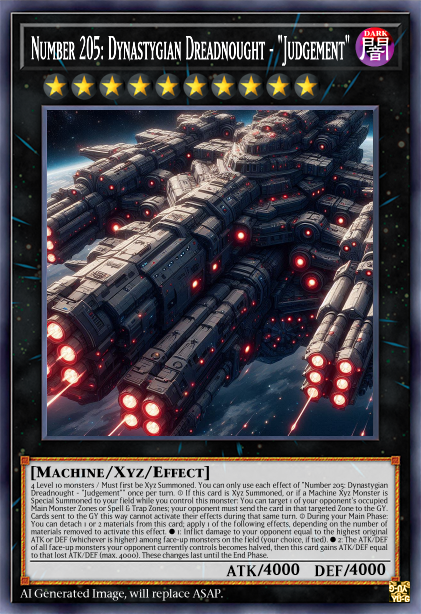 Number 205: Dynastygian Dreadnought - "Judgement"
DARK
闇
[Machine/Xyz/Effect]
4 Level 10 monsters / Must first be Xyz Summoned. You can only use each effect of "Number 205: Dynastygian
Dreadnought - "Judgement"" once per turn. ⊙ If this card is Xyz Summoned, or if a Machine Xyz Monster is
Special Summoned to your field while you control this monster: You can target 1 of your opponent's occupied
Main Monster Zones or Spell & Trap Zones; your opponent must send the card in that targeted Zone to the GY.
Cards sent to the GY this way cannot activate their effects during that same turn. ⊙ During your Main Phase:
You can detach 1 or 2 materials from this card; apply 1 of the following effects, depending on the number of
materials removed to activate this effect. ● 1: Inflict damage to your opponent equal to the highest original
ATK or DEF (whichever is higher) among face-up monsters on the field (your choice, if tied). ● 2: The ATK/DEF
of all face-up monsters your opponent currently controls becomes halved, then this card gains ATK/DEF equal
to that lost ATK/DEF (max. 4000). These changes last until the End Phase.
ATK/4000 DEF/4000
AI Generated Image, will replace ASAP.